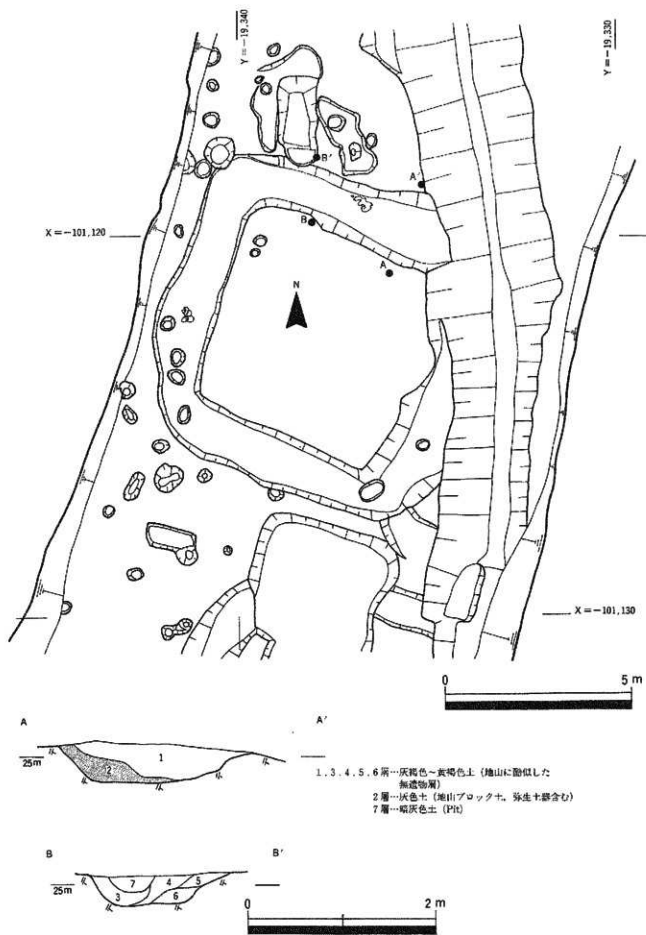 Y=-19,340
Y=-19,330
B'
A'
X=-101,120
B
A
N
X=-101,130
0 5 m
A A'
25m
1
2
1,3,4,5,6層…灰褐色~黄褐色土(地山に酷似した
無遺物層)
2層…灰色土(地山ブロック土、弥生土器含む)
7層…暗灰色土(Pit)
B B'
25m
7 4 5
3 6
0 2 m